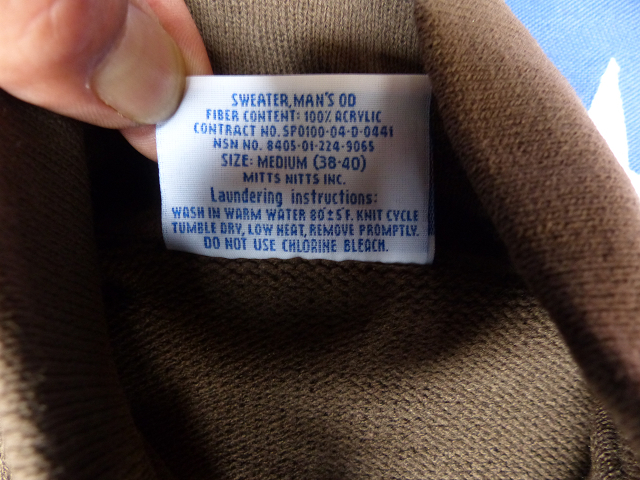 SWEATER, MAN'S OD
FIBER CONTENT: 100% ACRYLIC
CONTRACT NO. SPO100-04-D-0441
NSN NO. 8405-01-224-9065
SIZE: MEDIUM (38-40)
MITTS NITTS INC.
Laundering instructions:
WASH IN WARM WATER 80°±5°F. KNIT CYCLE
TUMBLE DRY, LOW HEAT, REMOVE PROMPTLY.
DO NOT USE CHLORINE BLEACH.